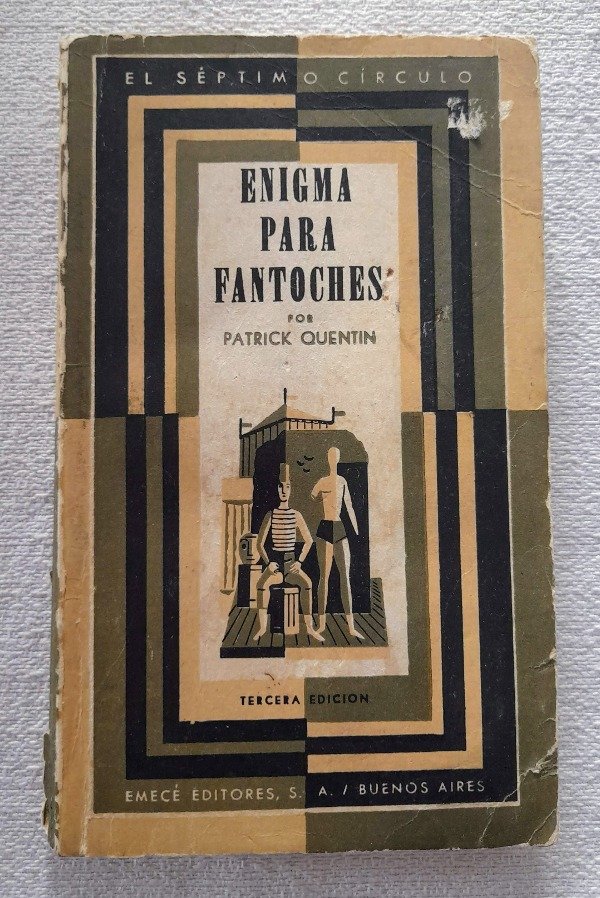 EL SÉPTIMO CÍRCULO
ENIGMA
PARA
FANTOCHES
POR
PATRICK QUENTIN
TERCERA EDICION
EMECÉ EDITORES, S. A. / BUENOS AIRES